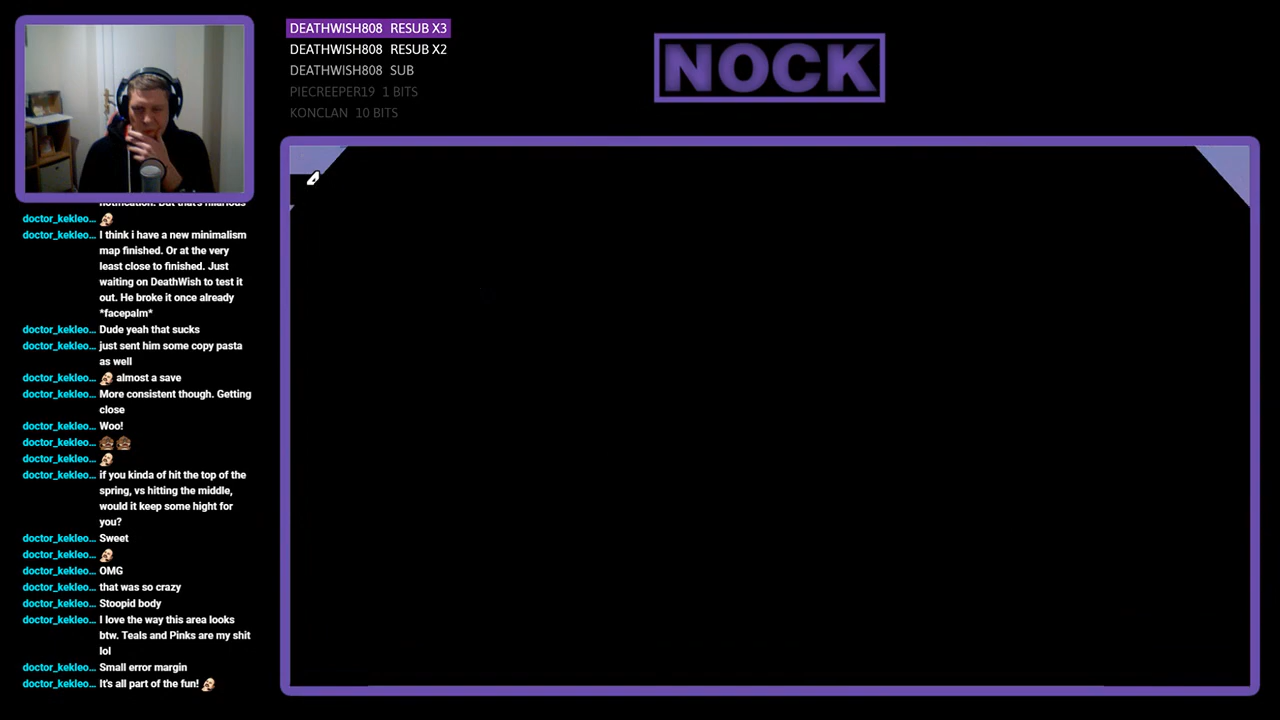 DEATHWISH808 RESUB X3
DEATHWISH808 RESUB X2
DEATHWISH808 SUB
PIECREEPER19 1 BITS
KONCLAN 10 BITS
NOCK
notification. But that's hilarious
doctor_kekleo...
doctor_kekleo... I think i have a new minimalism
map finished. Or at the very
least close to finished. Just
waiting on DeathWish to test it
out. He broke it once already
*facepalm*
doctor_kekleo... Dude yeah that sucks
doctor_kekleo... just sent him some copy pasta
as well
doctor_kekleo... almost a save
doctor_kekleo... More consistent though. Getting
close
doctor_kekleo... Woo!
doctor_kekleo...
doctor_kekleo...
doctor_kekleo... if you kinda of hit the top of the
spring, vs hitting the middle,
would it keep some hight for
you?
doctor_kekleo... Sweet
doctor_kekleo...
doctor_kekleo... OMG
doctor_kekleo... that was so crazy
doctor_kekleo... Stoopid body
doctor_kekleo... I love the way this area looks
btw. Teals and Pinks are my shit
lol
doctor_kekleo... Small error margin
doctor_kekleo... It's all part of the fun!